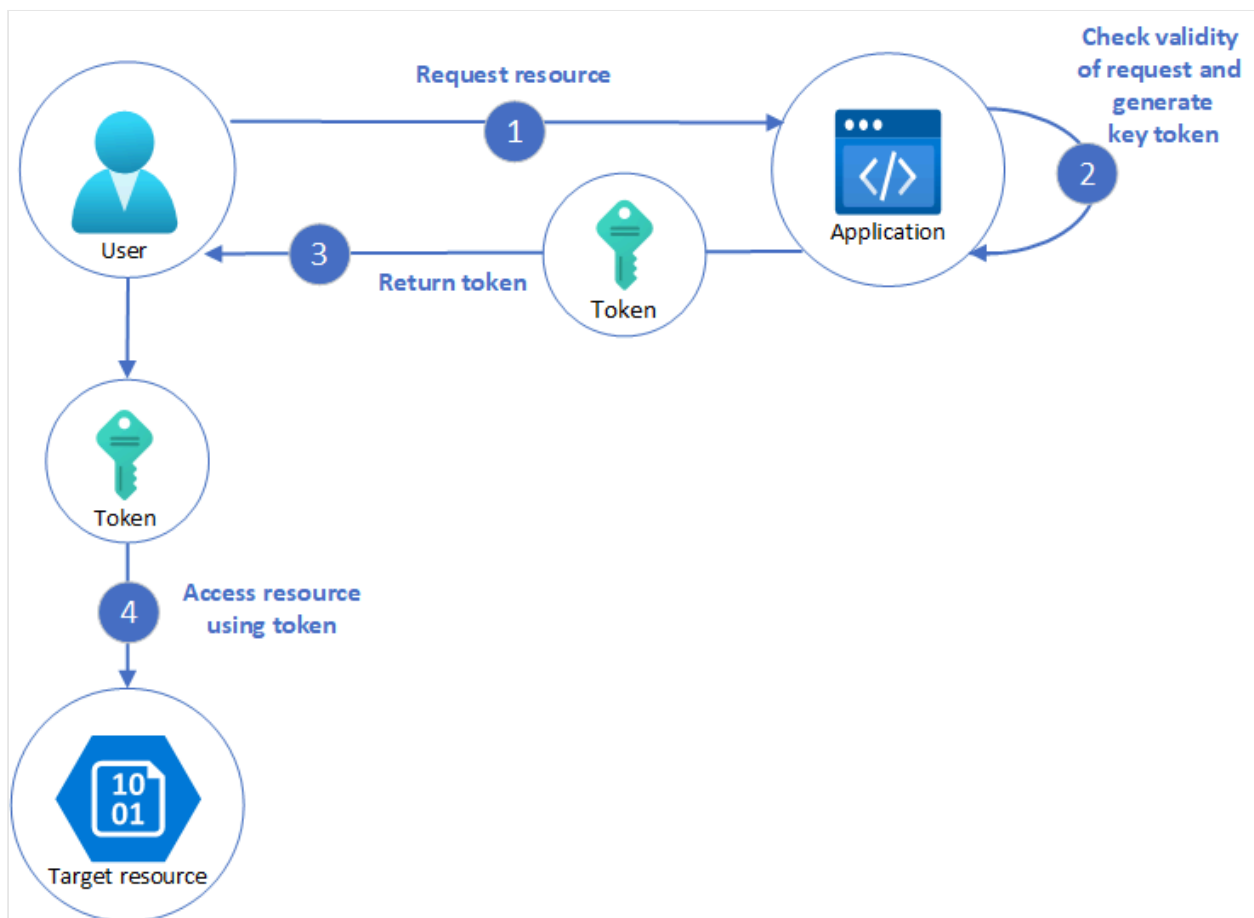 Request resource
1
Check validity
of request and
generate
key token
2
User
Application
3
Return token
Token
Token
4
Access resource
using token
10
01
Target resource